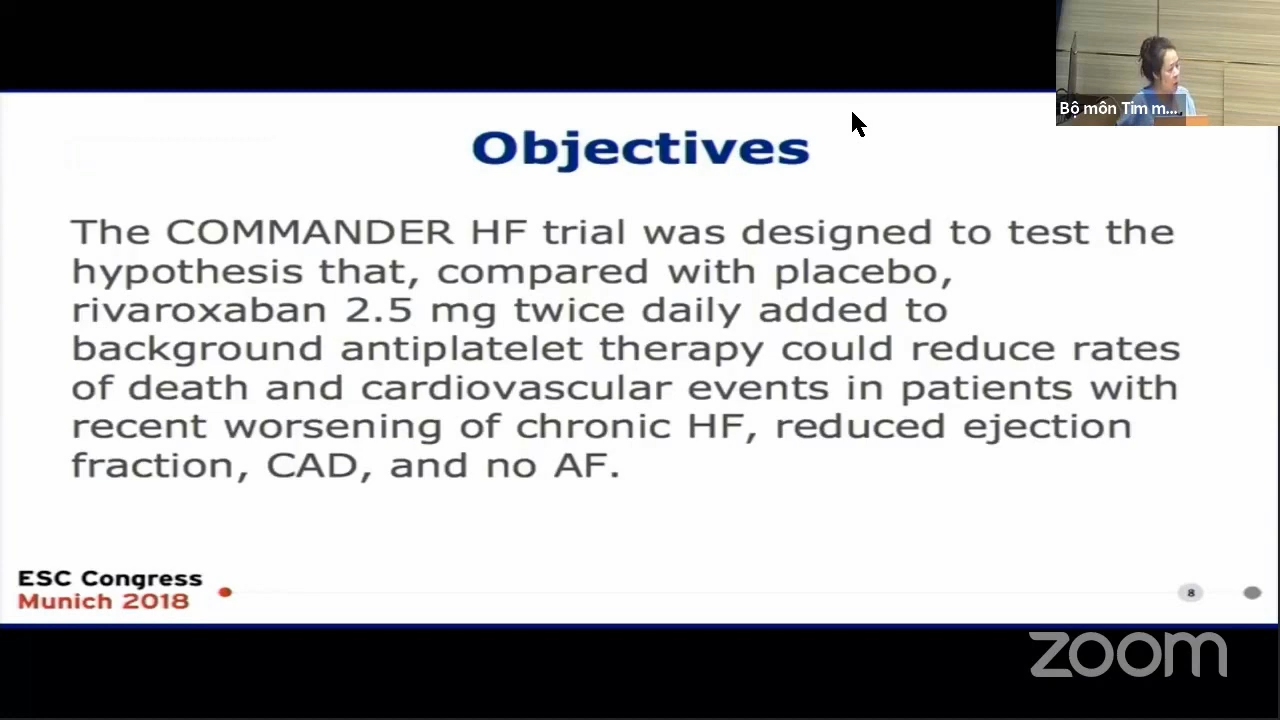 Bộ môn Tim m...
Objectives
The COMMANDER HF trial was designed to test the
hypothesis that, compared with placebo,
rivaroxaban 2.5 mg twice daily added to
background antiplatelet therapy could reduce rates
of death and cardiovascular events in patients with
recent worsening of chronic HF, reduced ejection
fraction, CAD, and no AF.
ESC Congress
Munich 2018
8
zoom